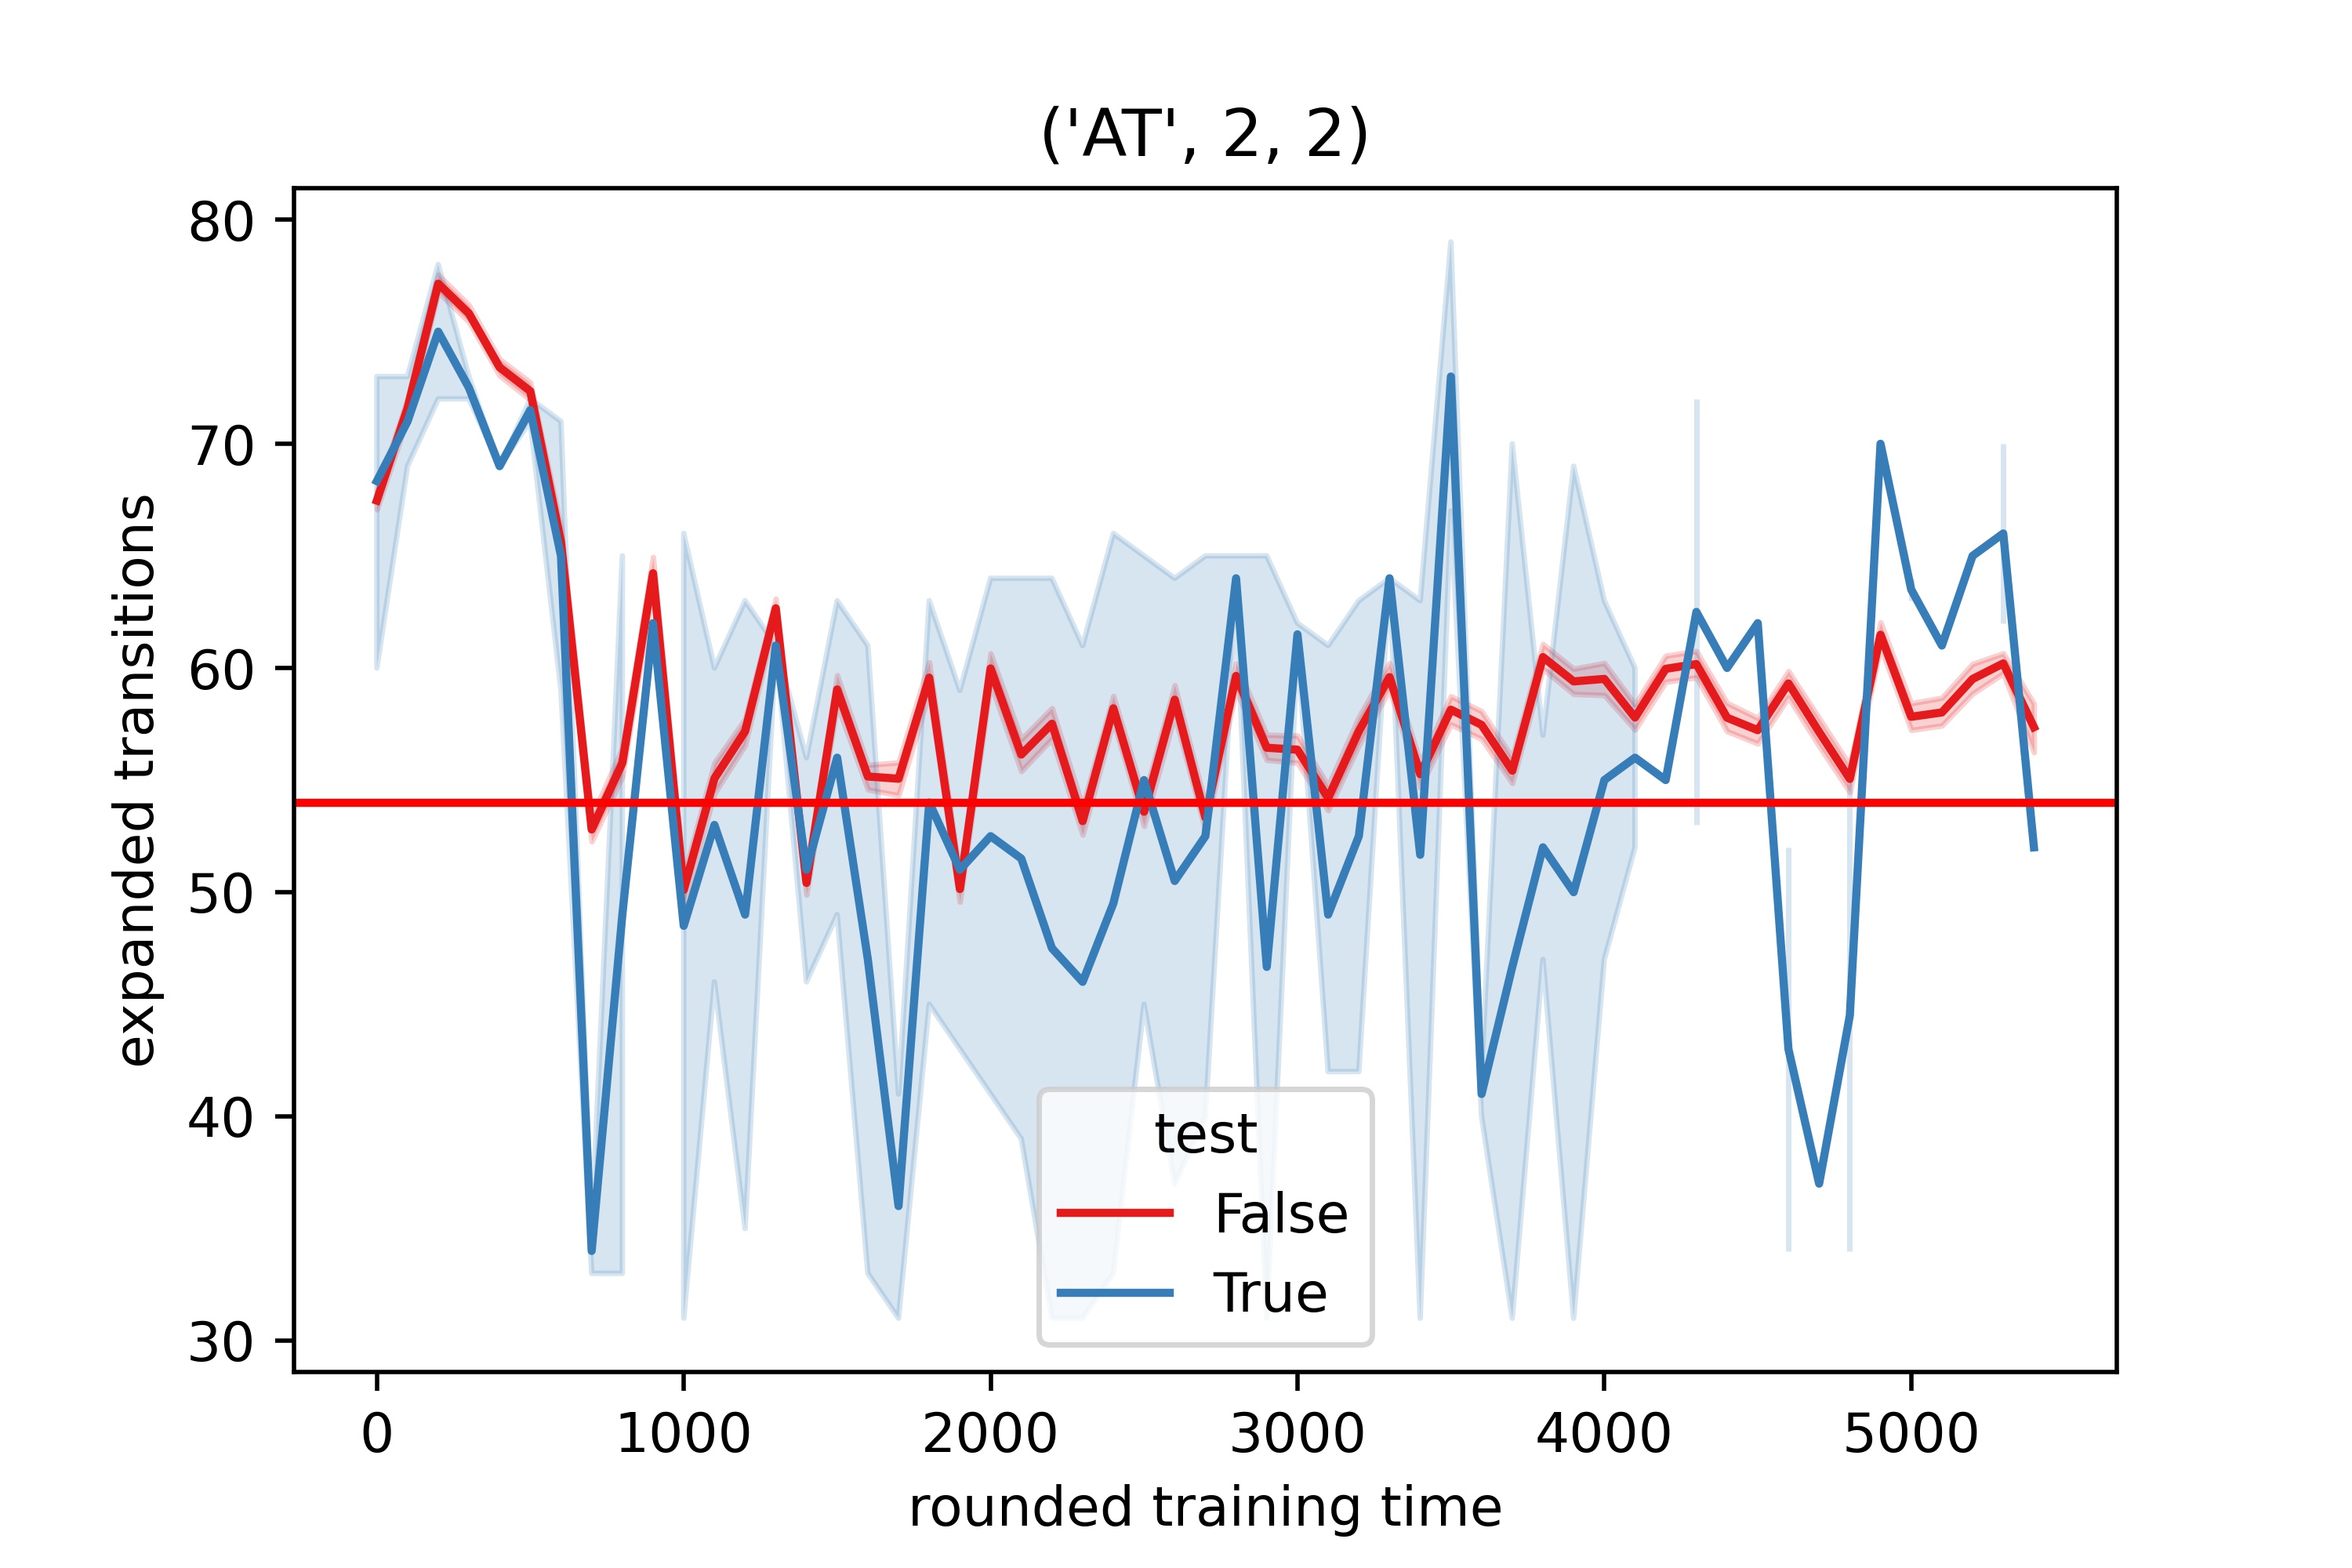 ('AT', 2, 2)
80
70
60
50
40
30
expanded transitions
test
False
True
0 1000 2000 3000 4000 5000
rounded training time